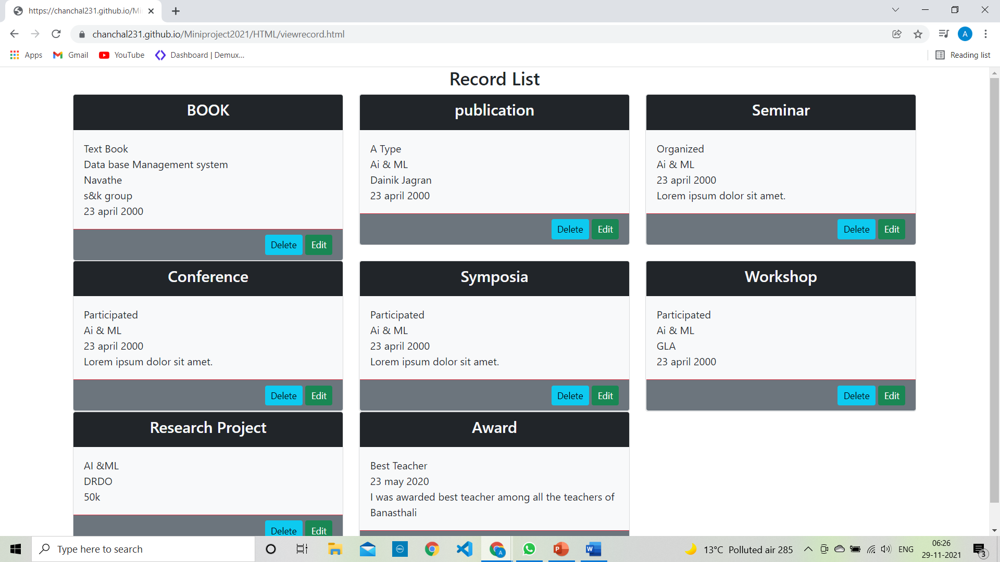 https://chanchal231.github.io/Mi
chanchal231.github.io/Miniproject2021/HTML/viewrecord.html
A
Apps
Gmail
YouTube
Dashboard | Demux...
Reading list
Record List
BOOK
Text Book
Data base Management system
Navathe
s&k group
23 april 2000
Delete
Edit
publication
A Type
Ai & ML
Dainik Jagran
23 april 2000
Delete
Edit
Seminar
Organized
Ai & ML
23 april 2000
Lorem ipsum dolor sit amet.
Delete
Edit
Conference
Participated
Ai & ML
23 april 2000
Lorem ipsum dolor sit amet.
Delete
Edit
Symposia
Participated
Ai & ML
23 april 2000
Lorem ipsum dolor sit amet.
Delete
Edit
Workshop
Participated
Ai & ML
GLA
23 april 2000
Delete
Edit
Research Project
AI &ML
DRDO
50k
Delete
Edit
Award
Best Teacher
23 may 2020
I was awarded best teacher among all the teachers of
Banasthali
Type here to search
DELL
A
P
W
13°C Polluted air 285
ENG
06:26
29-11-2021
3